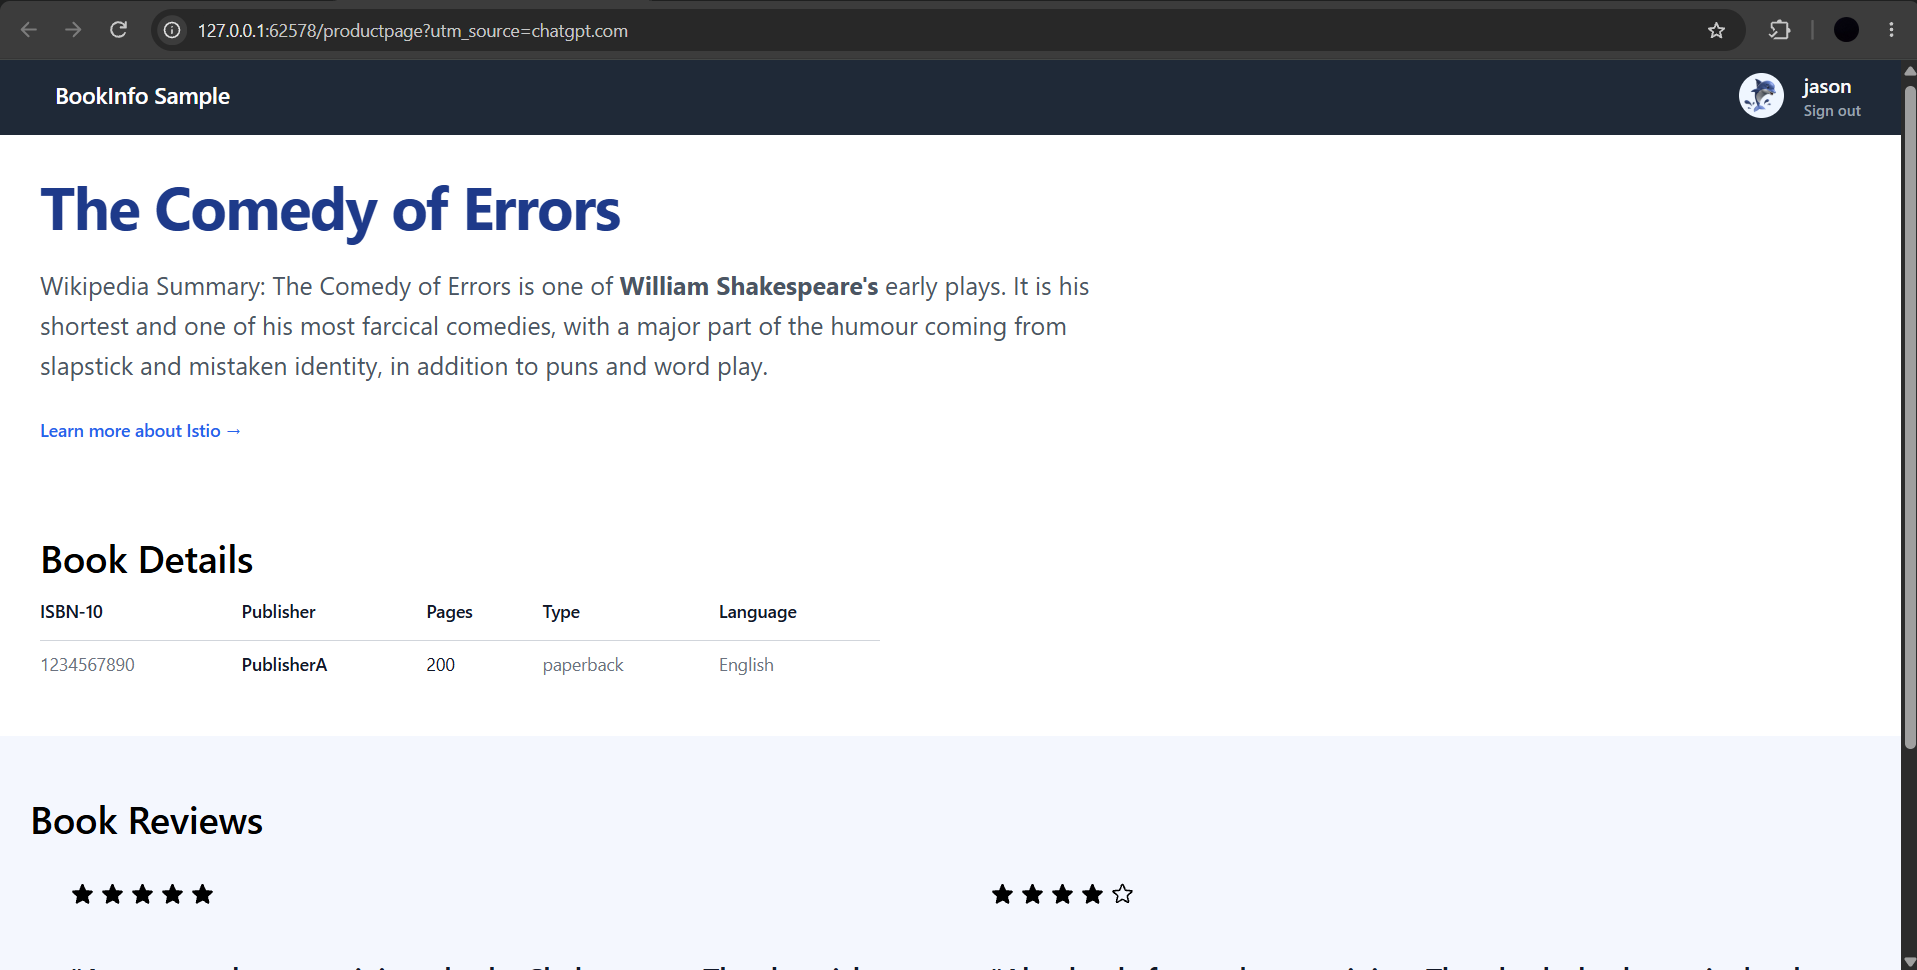 127.0.0.1:62578/productpage?utm_source=chatgpt.com
BookInfo Sample
jason
Sign out
The Comedy of Errors
Wikipedia Summary: The Comedy of Errors is one of William Shakespeare's early plays. It is his
shortest and one of his most farcical comedies, with a major part of the humour coming from
slapstick and mistaken identity, in addition to puns and word play.
Learn more about Istio →
Book Details
ISBN-10 Publisher Pages Type Language
1234567890 PublisherA 200 paperback English
Book Reviews